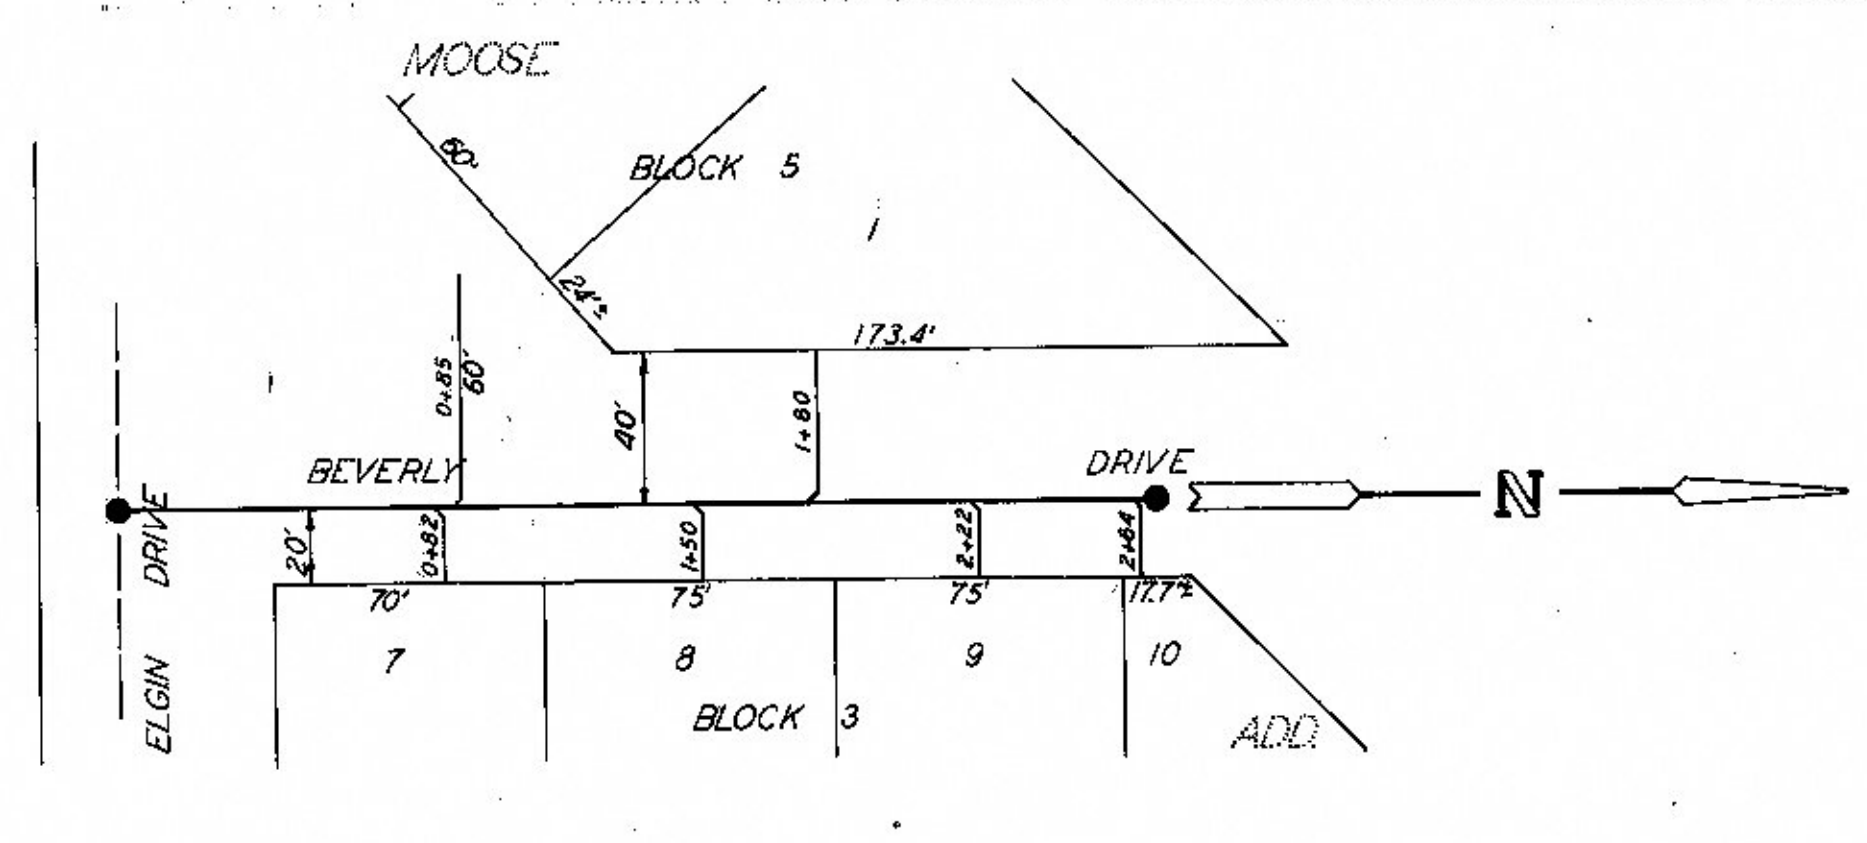 MOOSE
60'
BLOCK 5
1
24'±
173.4'
0+85
60'
40'
1+80
BEVERLY
DRIVE
N
20'
0+82
1+50
2+22
2+64
70'
75'
75'
17.7'±
ELGIN DRIVE
7
8
9
10
BLOCK 3
ADD.